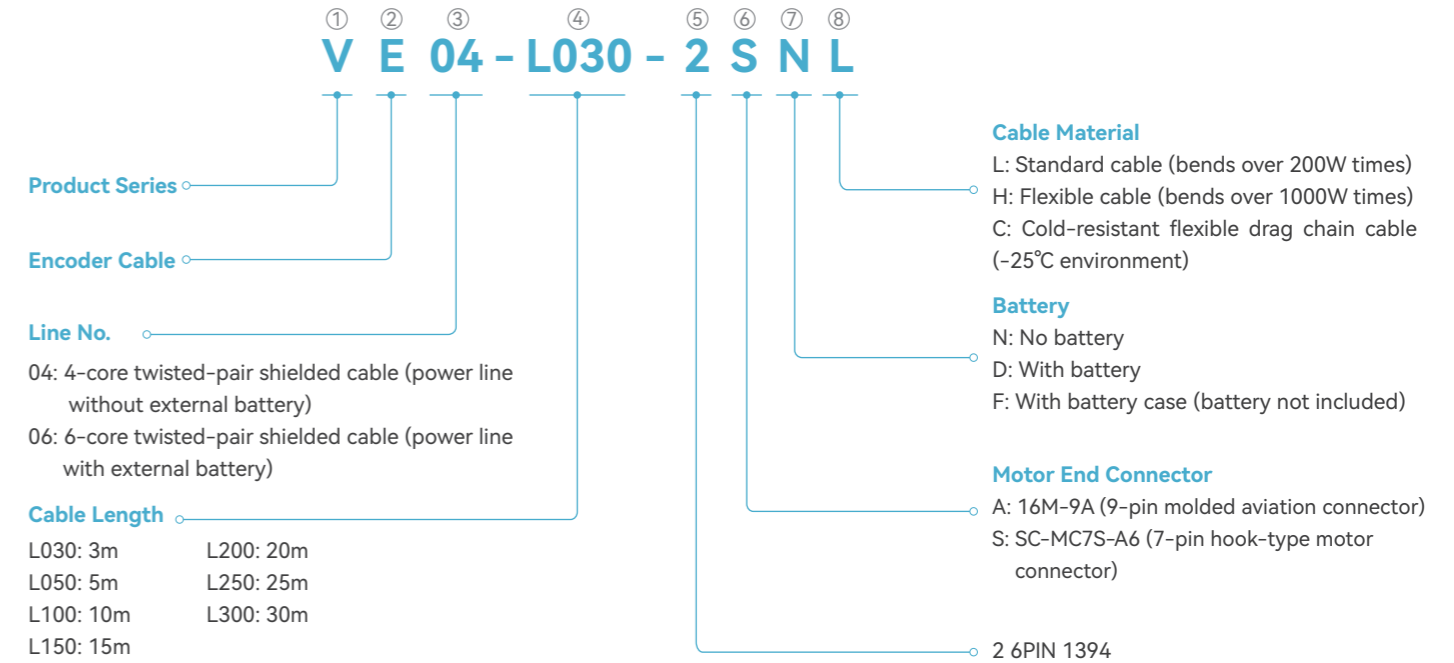 ① ② ③ ④ ⑤ ⑥ ⑦ ⑧
V E 04 - L030 - 2 S N L
Product Series
Encoder Cable
Line No.
04: 4-core twisted-pair shielded cable (power line
without external battery)
06: 6-core twisted-pair shielded cable (power line
with external battery)
Cable Length
L030: 3m L200: 20m
L050: 5m L250: 25m
L100: 10m L300: 30m
L150: 15m
Cable Material
L: Standard cable (bends over 200W times)
H: Flexible cable (bends over 1000W times)
C: Cold-resistant flexible drag chain cable
(-25℃ environment)
Battery
N: No battery
D: With battery
F: With battery case (battery not included)
Motor End Connector
A: 16M-9A (9-pin molded aviation connector)
S: SC-MC7S-A6 (7-pin hook-type motor
connector)
2 6PIN 1394